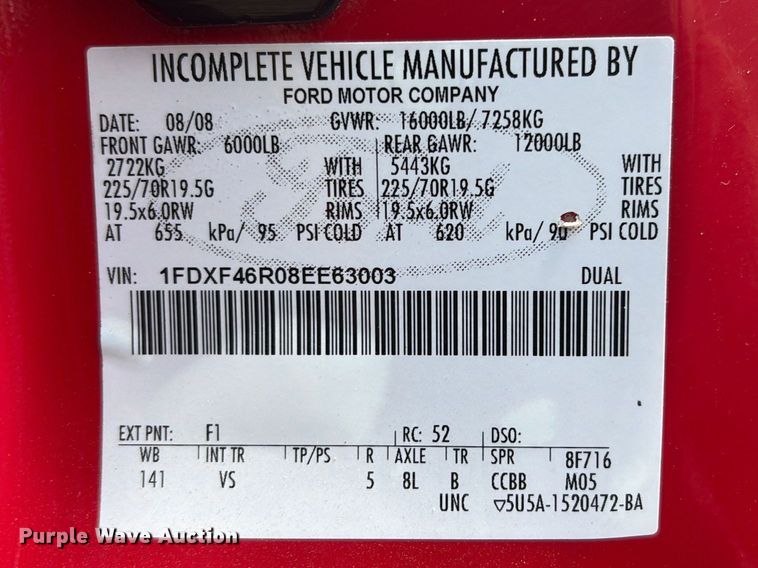 INCOMPLETE VEHICLE MANUFACTURED BY
FORD MOTOR COMPANY
DATE: 08/08 GVWR: 16000LB/ 7258KG
FRONT GAWR: 6000LB REAR GAWR: 12000LB
2722KG WITH 5443KG WITH
225/70R19.5G TIRES 225/70R19.5G TIRES
19.5x6.0RW RIMS 19.5x6.0RW RIMS
AT 655 kPa/ 95 PSI COLD AT 620 kPa/ 90 PSI COLD
VIN: 1FDXF46R08EE63003 DUAL
EXT PNT: F1 RC: 52 DSO:
WB INT TR TP/PS R AXLE TR SPR 8F716
141 VS 5 8L B CCBB M05
UNC ▽5U5A-1520472-BA
Purple Wave Auction